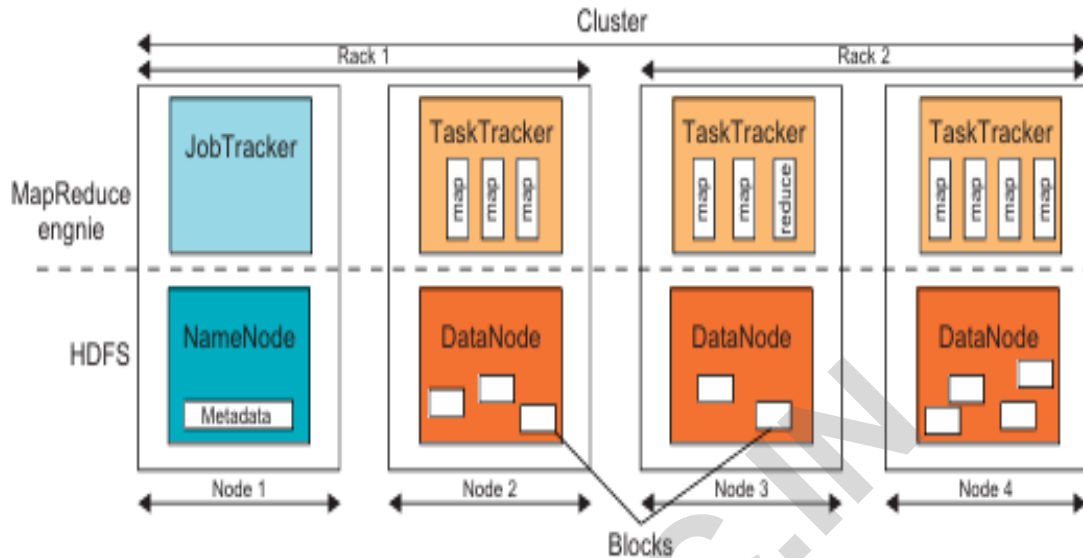 Cluster
Rack 1
Rack 2
JobTracker
TaskTracker
map
map
map
TaskTracker
map
map
reduce
TaskTracker
map
map
map
map
MapReduce
engnie
HDFS
NameNode
Metadata
DataNode
DataNode
DataNode
Node 1
Node 2
Node 3
Node 4
Blocks
.IN